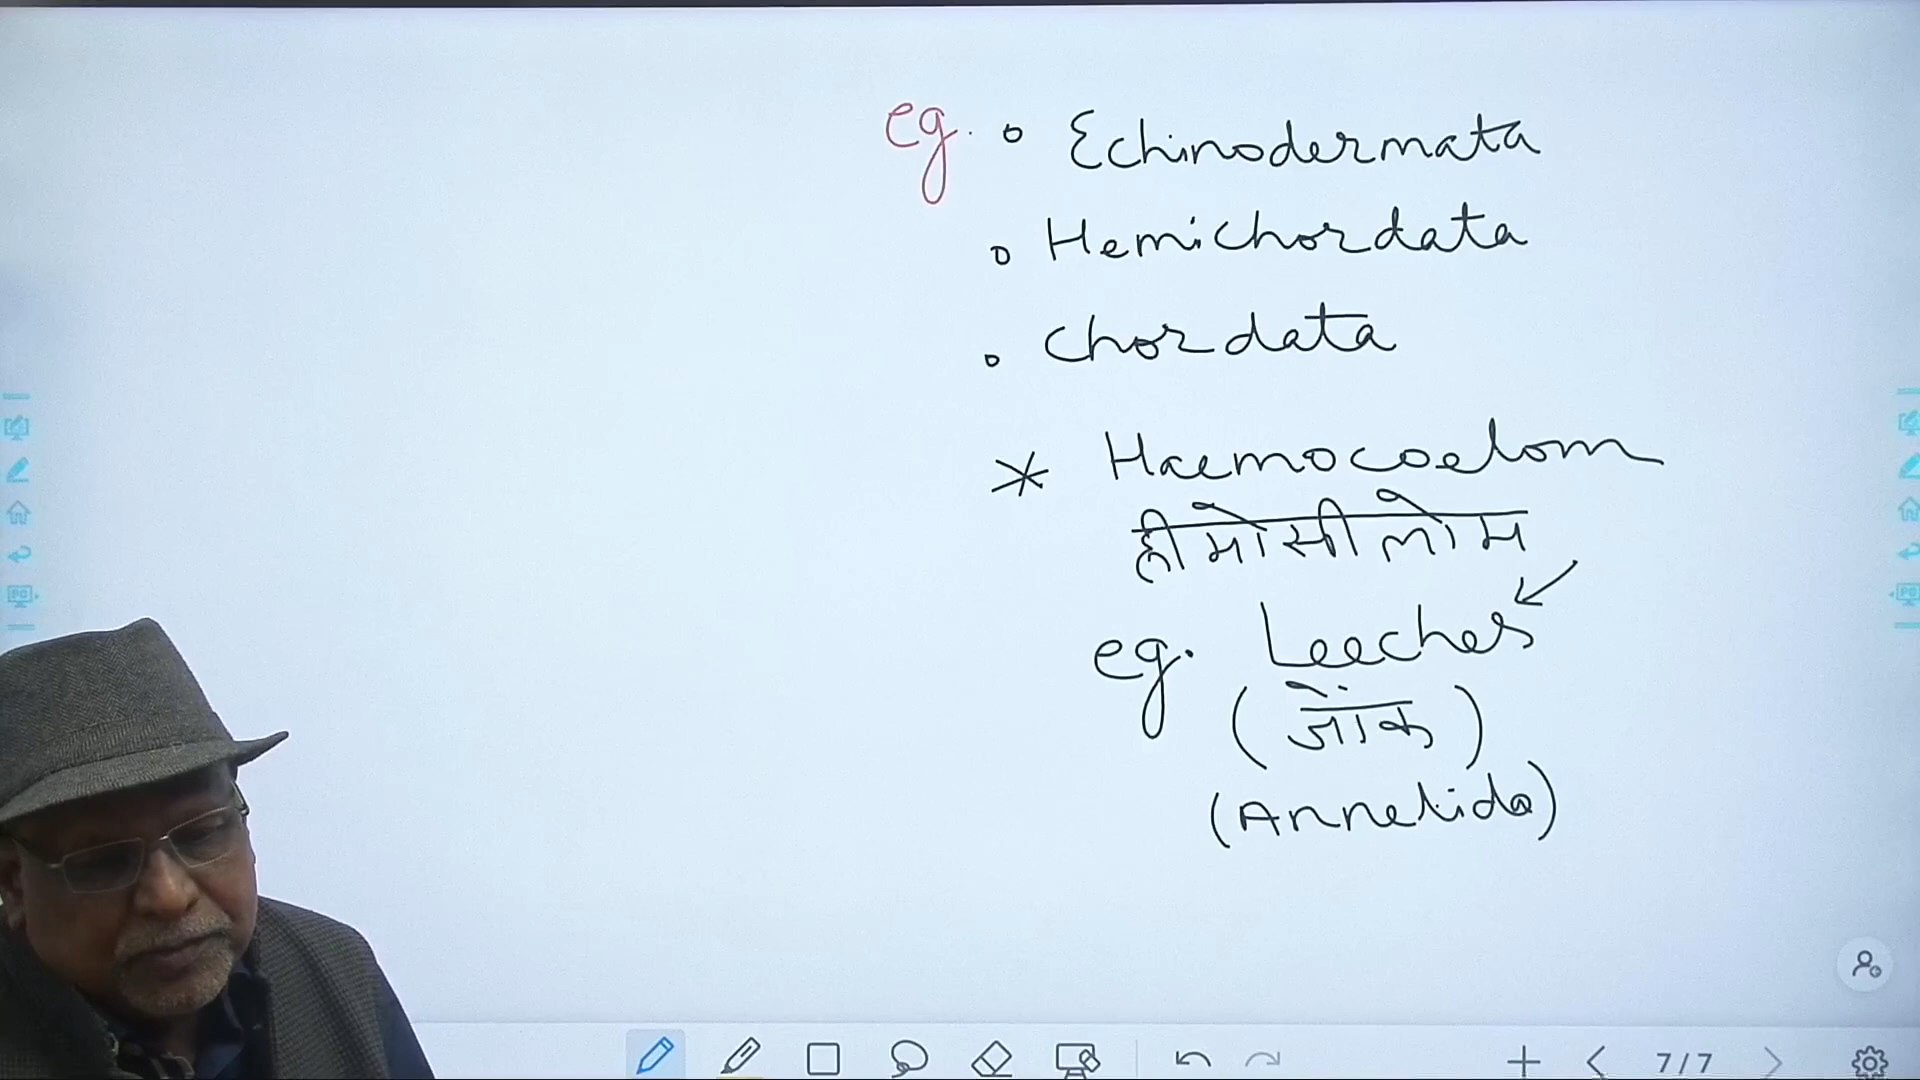 eg. o Echinodermata
o Hemichordata
o Chordata
* Haemocoelom
हीमोसीलोम
eg. Leeches
(जोंक)
(Annelida)
7/7